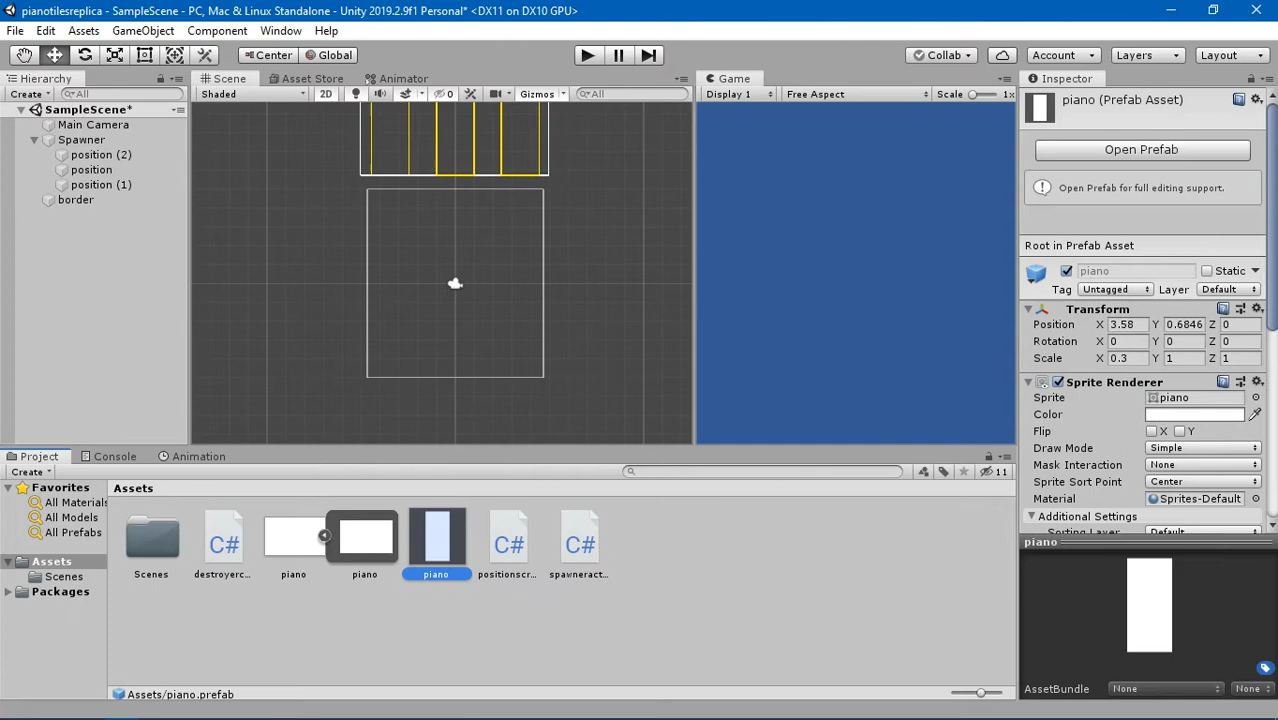 pianotilesreplica - SampleScene - PC, Mac & Linux Standalone - Unity 2019.2.9f1 Personal* <DX11 on DX10 GPU>
File Edit Assets GameObject Component Window Help
Center Global Collab Account Layers Layout
Hierarchy Scene Asset Store Animator Game Inspector
Create All Shaded 2D 0 Gizmos All Display 1 Free Aspect Scale 1x
piano (Prefab Asset)
SampleScene*
Main Camera
Spawner
position (2)
position
position (1)
border
Open Prefab
Open Prefab for full editing support.
Root in Prefab Asset
piano Static
Tag Untagged Layer Default
Transform
Position X 3.58 Y 0.6846 Z 0
Rotation X 0 Y 0 Z 0
Scale X 0.3 Y 1 Z 1
Sprite Renderer
Sprite piano
Color
Flip X Y
Draw Mode Simple
Mask Interaction None
Sprite Sort Point Center
Material Sprites-Default
Additional Settings
Default
Project Console Animation
Create 11
Favorites
All Materials
All Models
All Prefabs
Assets
Scenes
Packages
Assets
C# C# C#
Scenes destroyerc... piano piano piano positionscr... spawneract...
Assets/piano.prefab
piano
AssetBundle None None